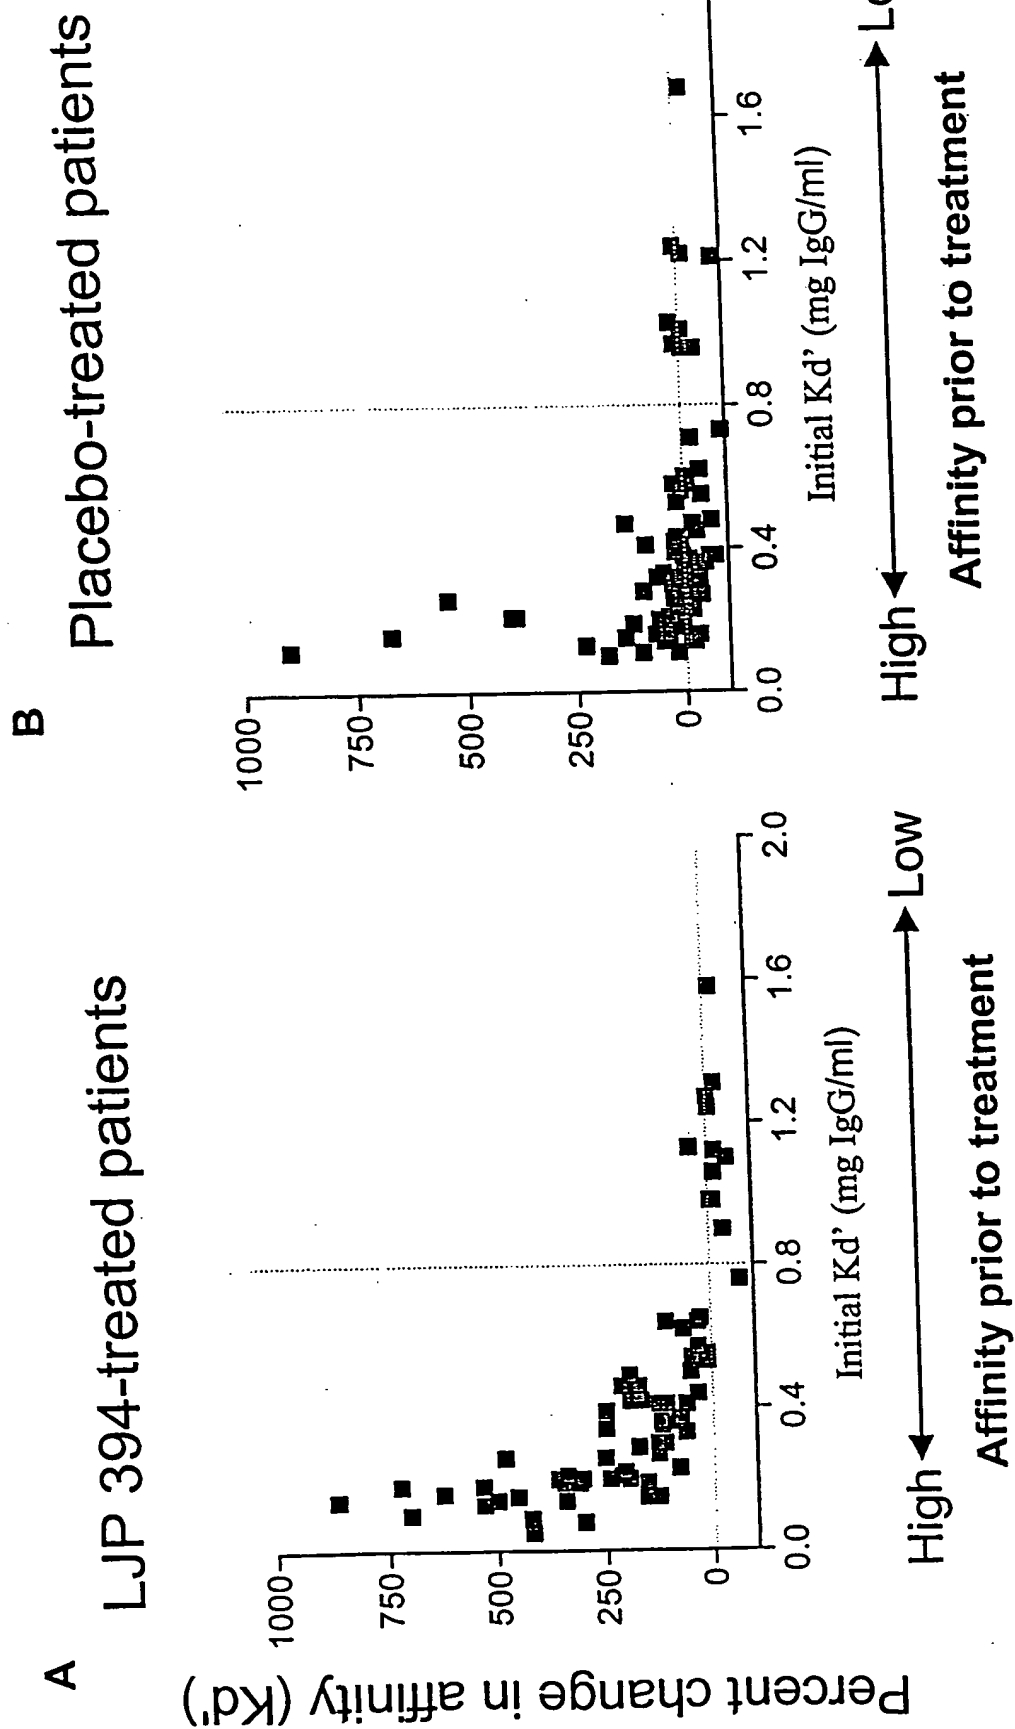 A
LJP 394-treated patients
Percent change in affinity (Kd')
1000
750
500
250
0
0.0
0.4
0.8
1.2
1.6
2.0
Initial Kd' (mg IgG/ml)
High
Low
Affinity prior to treatment
B
Placebo-treated patients
1000
750
500
250
0
0.0
0.4
0.8
1.2
1.6
Initial Kd' (mg IgG/ml)
High
Affinity prior to treatment